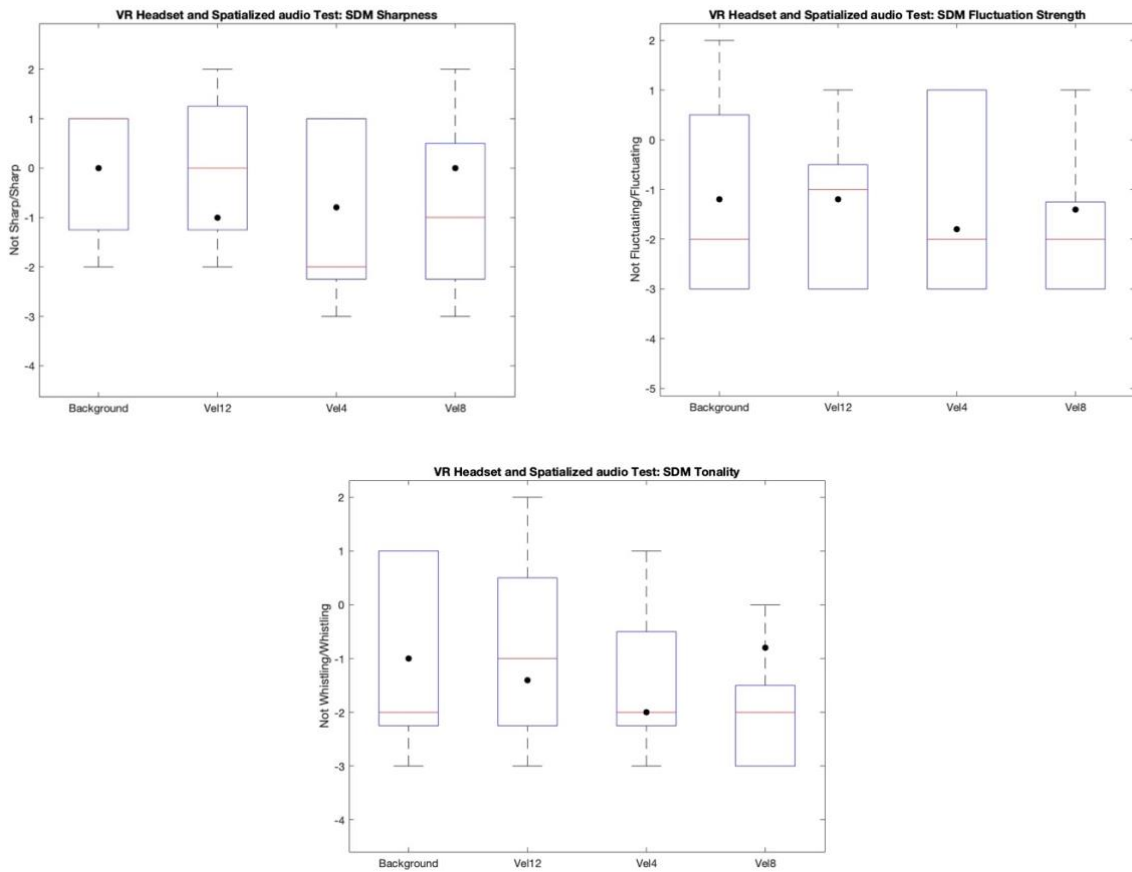 VR Headset and Spatialized audio Test: SDM Sharpness
Not Sharp/Sharp
2
1
0
-1
-2
-3
-4
Background Vel12 Vel4 Vel8
VR Headset and Spatialized audio Test: SDM Fluctuation Strength
Not Fluctuating/Fluctuating
2
1
0
-1
-2
-3
-4
-5
Background Vel12 Vel4 Vel8
VR Headset and Spatialized audio Test: SDM Tonality
Not Whistling/Whistling
2
1
0
-1
-2
-3
-4
Background Vel12 Vel4 Vel8